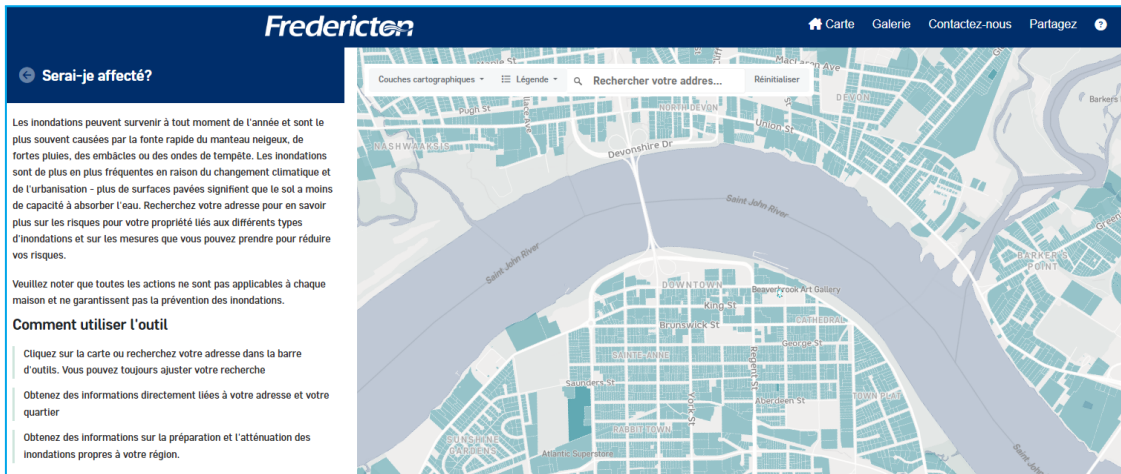 Fredericton
Carte Galerie Contactez-nous Partagez ?
Serai-je affecté?
Les inondations peuvent survenir à tout moment de l'année et sont le
plus souvent causées par la fonte rapide du manteau neigeux, de
fortes pluies, des embâcles ou des ondes de tempête. Les inondations
sont de plus en plus fréquentes en raison du changement climatique et
de l'urbanisation - plus de surfaces pavées signifient que le sol a moins
de capacité à absorber l'eau. Recherchez votre adresse pour en savoir
plus sur les risques pour votre propriété liés aux différents types
d'inondations et sur les mesures que vous pouvez prendre pour réduire
vos risques.
Veuillez noter que toutes les actions ne sont pas applicables à chaque
maison et ne garantissent pas la prévention des inondations.
Comment utiliser l'outil
Cliquez sur la carte ou recherchez votre adresse dans la barre
d'outils. Vous pouvez toujours ajuster votre recherche
Obtenez des informations directement liées à votre adresse et votre
quartier
Obtenez des informations sur la préparation et l'atténuation des
inondations propres à votre région.
Couches cartographiques
Légende
Rechercher votre addres...
Réinitialiser
MacLaren Ave
Pugh St
NORTH DEVON
DEVON
Union St
NASHWAAKSIS
Devonshire Dr
Barkers
Saint John River
Saint John River
Green
BARKER'S
POINT
DOWNTOWN
Beaverbrook Art Gallery
King St
Brunswick St
CATHEDRAL
George St
SAINTE-ANNE
Regent St
Saunders St
Aberdeen St
York St
TOWN PLAT
RABBIT TOWN
SUNSHINE
GARDENS
Atlantic Superstore
Saint Jo